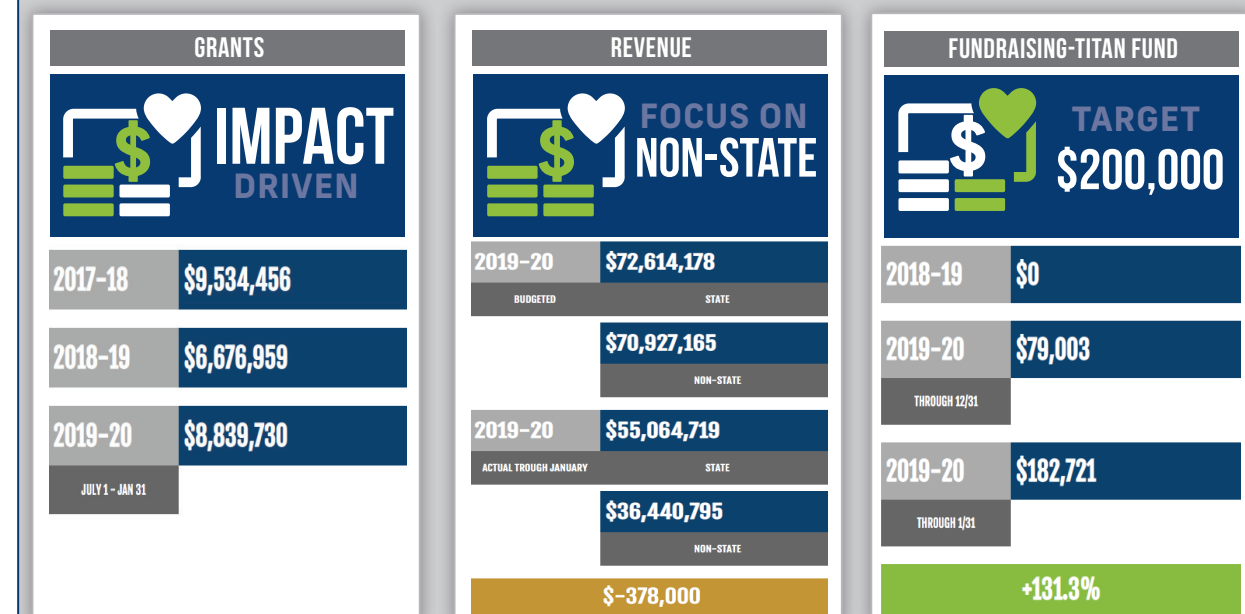 GRANTS
$
IMPACT
DRIVEN
2017-18 $9,534,456
2018-19 $6,676,959
2019-20 $8,839,730
JULY 1 - JAN 31
REVENUE
$
FOCUS ON
NON-STATE
2019-20 $72,614,178
BUDGETED STATE
$70,927,165
NON-STATE
2019-20 $55,064,719
ACTUAL TROUGH JANUARY STATE
$36,440,795
NON-STATE
$-378,000
FUNDRAISING-TITAN FUND
$
TARGET
$200,000
2018-19 $0
2019-20 $79,003
THROUGH 12/31
2019-20 $182,721
THROUGH 1/31
+131.3%